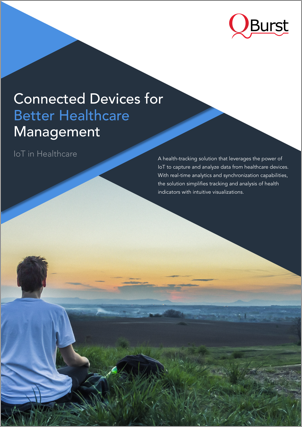 QBurst
Connected Devices for
Better Healthcare
Management
IoT in Healthcare
A health-tracking solution that leverages the power of
IoT to capture and analyze data from healthcare devices.
With real-time analytics and synchronization capabilities,
the solution simplifies tracking and analysis of health
indicators with intuitive visualizations.